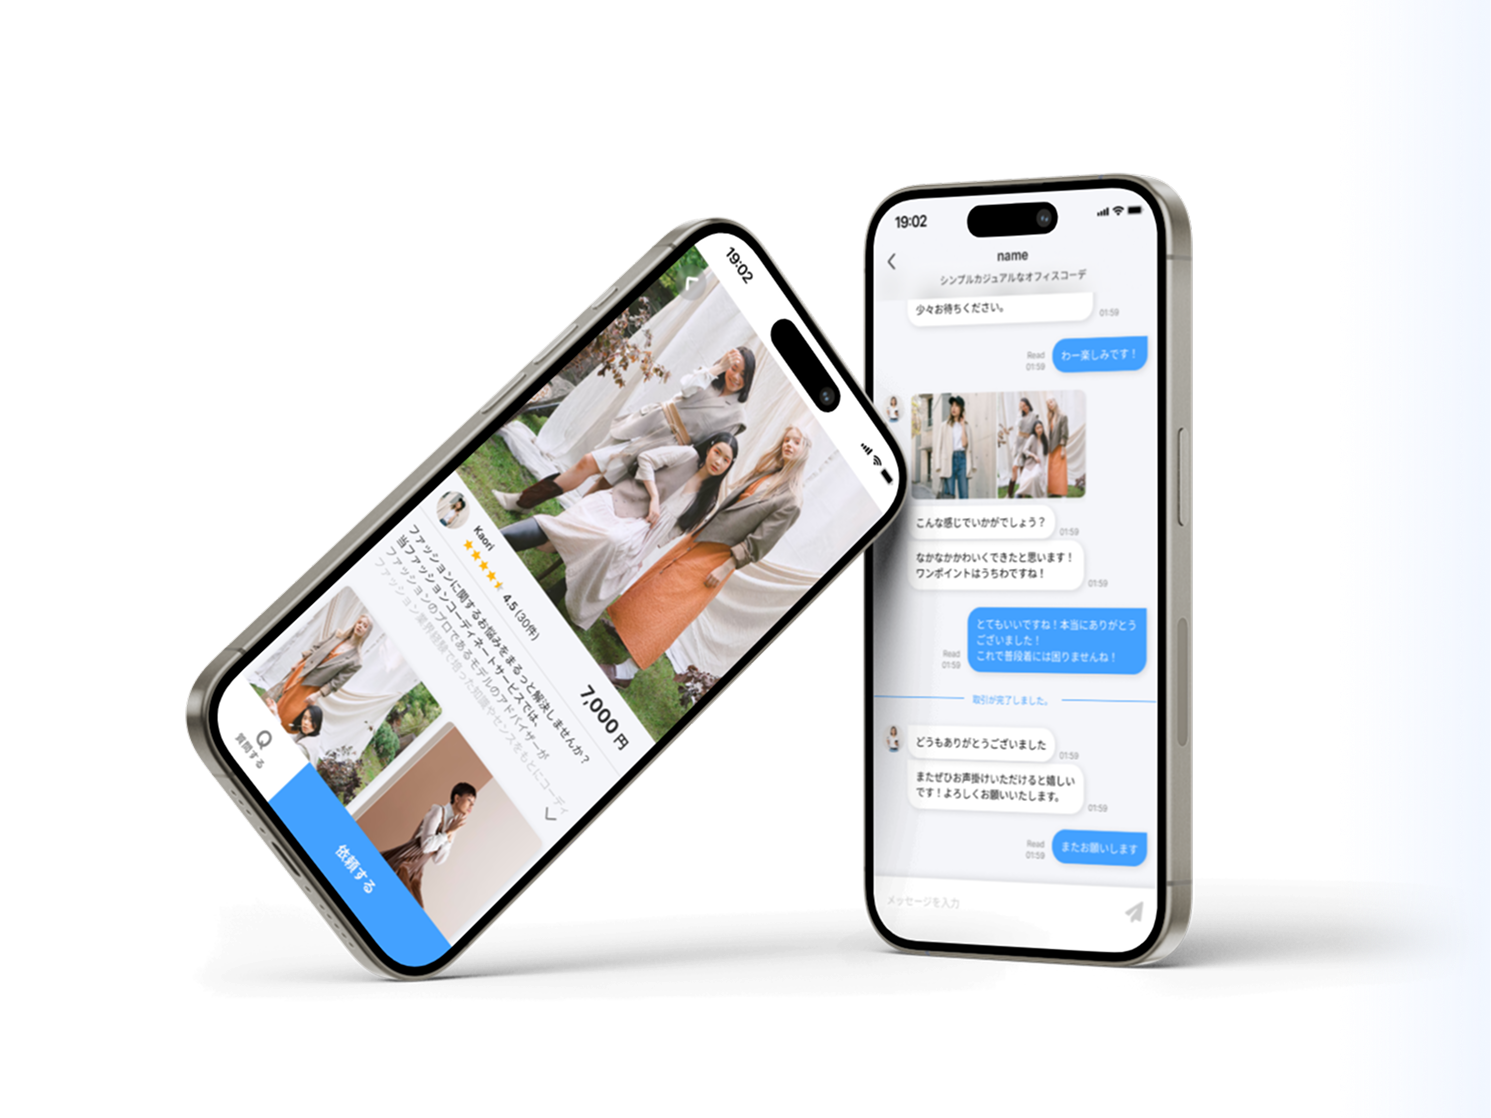 19:02
Kaori
4.5 (30件)
7,000 円
ファッションに関するお悩みをまるっと解決しませんか？
当ファッションコーディネートサービスでは、
ファッションのプロであるモデルのアドバイザーが
ファッション業界経験で培った知識やセンスをもとにコーディ
Q
質問する
依頼する
19:02
name
シンプルカジュアルなオフィスコーデ
少々お待ちください。
01:59
わー楽しみです！
Read
01:59
こんな感じでいかがでしょう？
01:59
なかなかかわいくできたと思います！
ワンポイントはうちわですね！
01:59
とてもいいですね！本当にありがとう
ございました！
これで普段着には困りませんね！
Read
01:59
取引が完了しました。
どうもありがとうございました
01:59
またぜひお声掛けいただけると嬉しい
です！よろしくお願いいたします。
01:59
またお願いします
Read
01:59
メッセージを入力